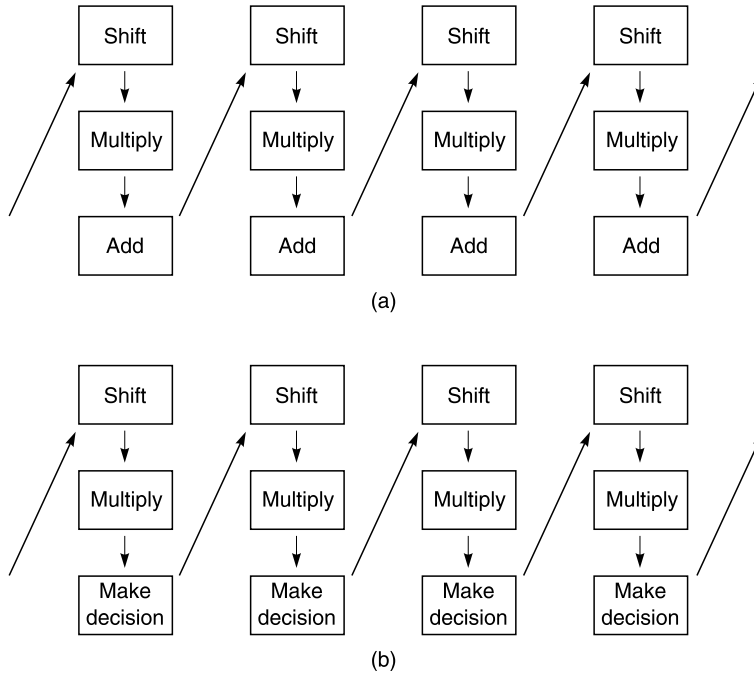 Shift Shift Shift Shift
Multiply Multiply Multiply Multiply
Add Add Add Add
(a)
Shift Shift Shift Shift
Multiply Multiply Multiply Multiply
Make Make Make Make
decision decision decision decision
(b)